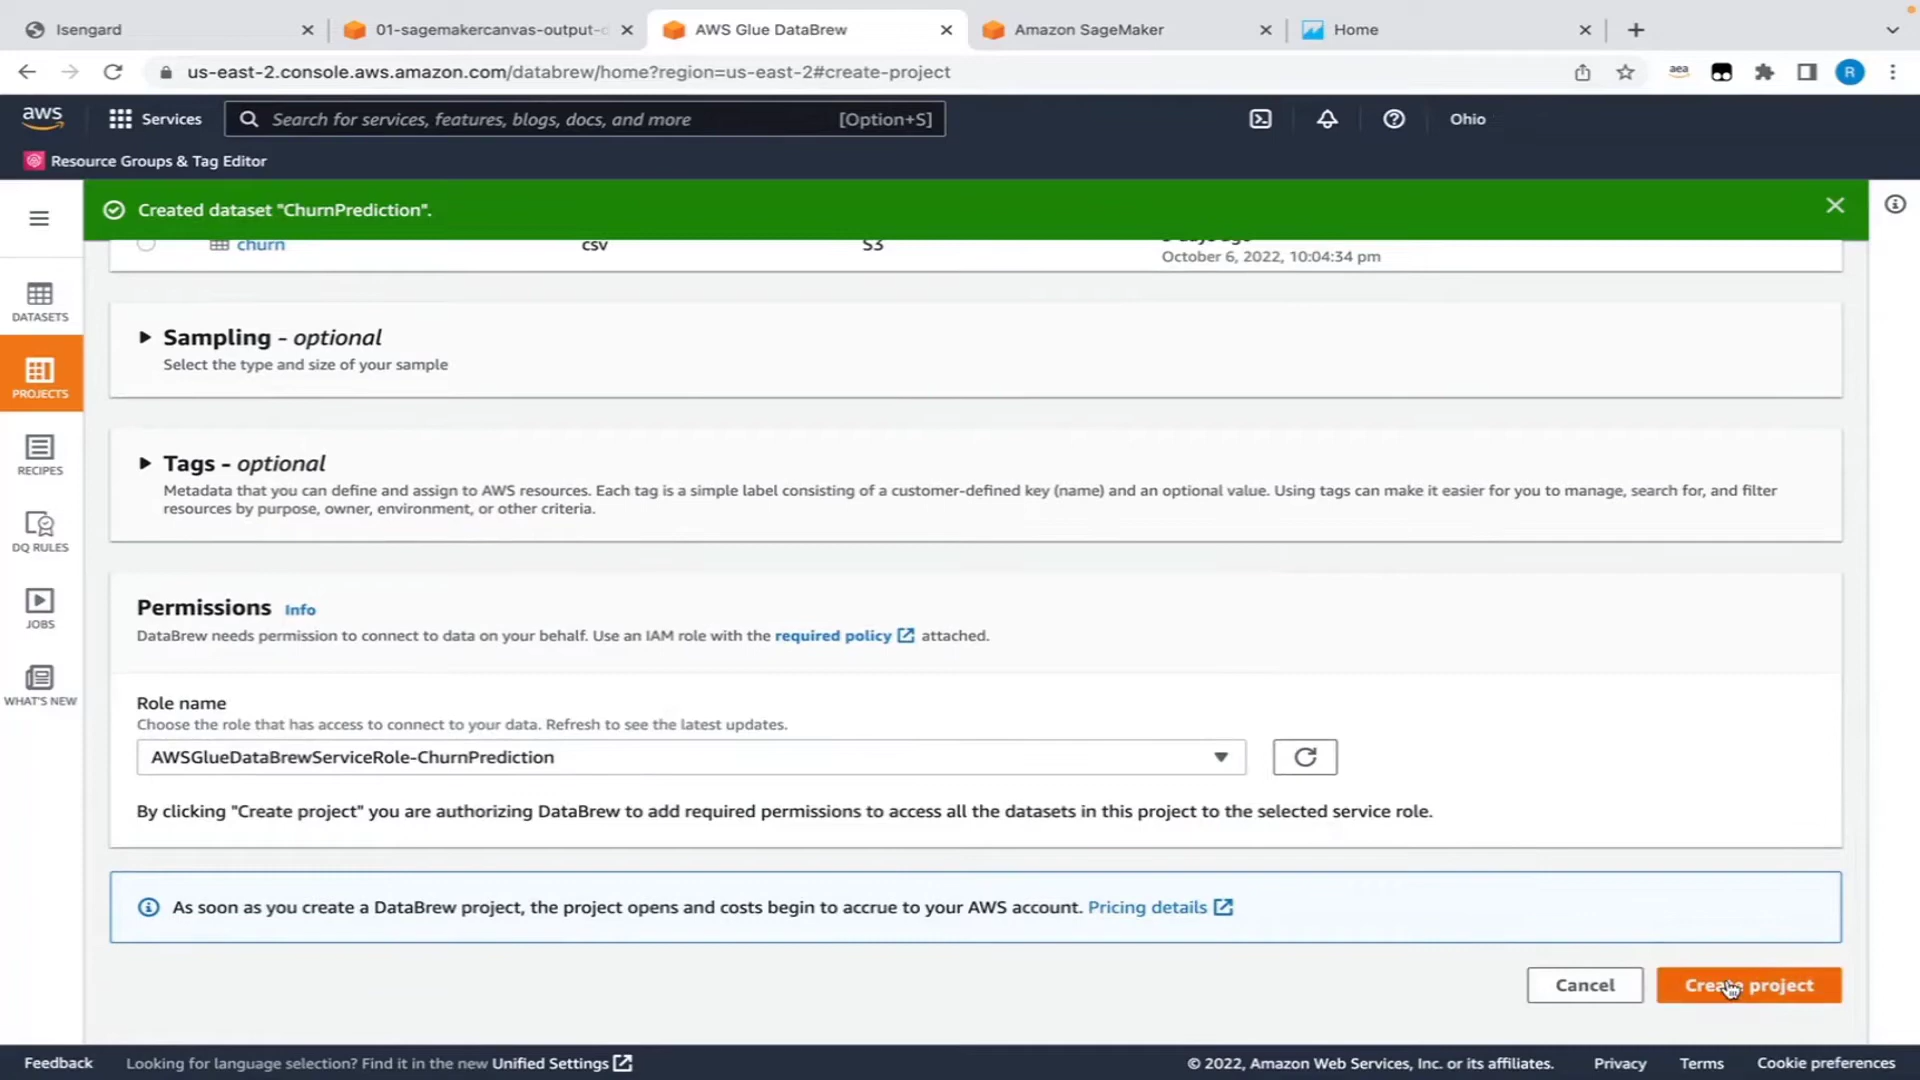 Isengard
01-sagemakercanvas-output-d
AWS Glue DataBrew
Amazon SageMaker
Home
us-east-2.console.aws.amazon.com/databrew/home?region=us-east-2#create-project
aea
R
aws
Services
Search for services, features, blogs, docs, and more
[Option+S]
Ohio
Resource Groups & Tag Editor
Created dataset "ChurnPrediction".
churn
csv
S3
October 6, 2022, 10:04:34 pm
DATASETS
PROJECTS
RECIPES
DQ RULES
JOBS
WHAT'S NEW
Sampling - optional
Select the type and size of your sample
Tags - optional
Metadata that you can define and assign to AWS resources. Each tag is a simple label consisting of a customer-defined key (name) and an optional value. Using tags can make it easier for you to manage, search for, and filter
resources by purpose, owner, environment, or other criteria.
Permissions Info
DataBrew needs permission to connect to data on your behalf. Use an IAM role with the required policy attached.
Role name
Choose the role that has access to connect to your data. Refresh to see the latest updates.
AWSGlueDataBrewServiceRole-ChurnPrediction
By clicking "Create project" you are authorizing DataBrew to add required permissions to access all the datasets in this project to the selected service role.
As soon as you create a DataBrew project, the project opens and costs begin to accrue to your AWS account. Pricing details
Cancel
Create project
Feedback
Looking for language selection? Find it in the new Unified Settings
© 2022, Amazon Web Services, Inc. or its affiliates.
Privacy
Terms
Cookie preferences